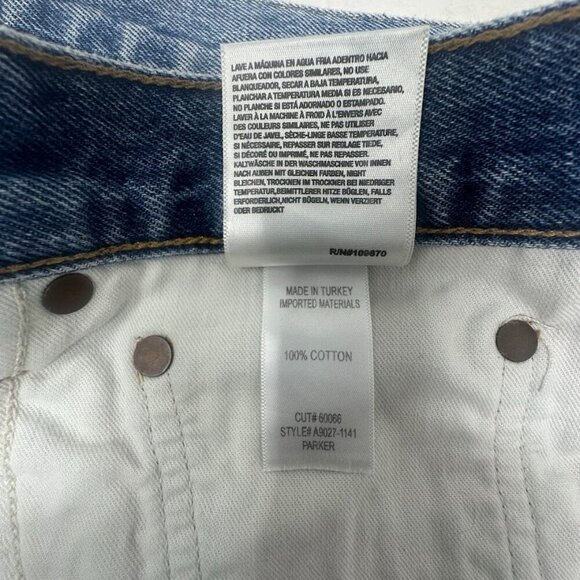 LAVE A MÁQUINA EN AGUA FRIA ADENTRO HACIA
AFUERA CON COLORES SIMILARES, NO USE
BLANQUEADOR, SECAR A BAJA TEMPERATURA,
PLANCHAR A TEMPERATURA MEDIA SI ES NECESARIO,
NO PLANCHE SI ESTÁ ADORNADO O ESTAMPADO.
LAVER À LA MACHINE À FROID À L'ENVERS AVEC
DES COULEURS SIMILAIRES, NE PAS UTILISER
D'EAU DE JAVEL, SÈCHE-LINGE BASSE TEMPÉRATURE,
SI NÉCESSAIRE, REPASSER SUR REGLAGE TIEDE,
SI DÉCORÉ OU IMPRIMÉ, NE PAS REPASSER.
KALTWÄSCHE IN DER WASCHMASCHINE VON INNEN
NACH AUßEN MIT GLEICHEN FARBEN, NIGHT
BLEICHEN, TROCKNEN IM TROCKNER BEI NIEDRIGER
TEMPERATUR, BEIMITTLERER HITZE BÜGLEN, FALLS
ERFORDERLICH, NICHT BÜGELN, WENN VERZIERT
ODER BEDRUCKT
R/N#109670
MADE IN TURKEY
IMPORTED MATERIALS
100% COTTON
CUT# 60066
STYLE# A9027-1141
PARKER